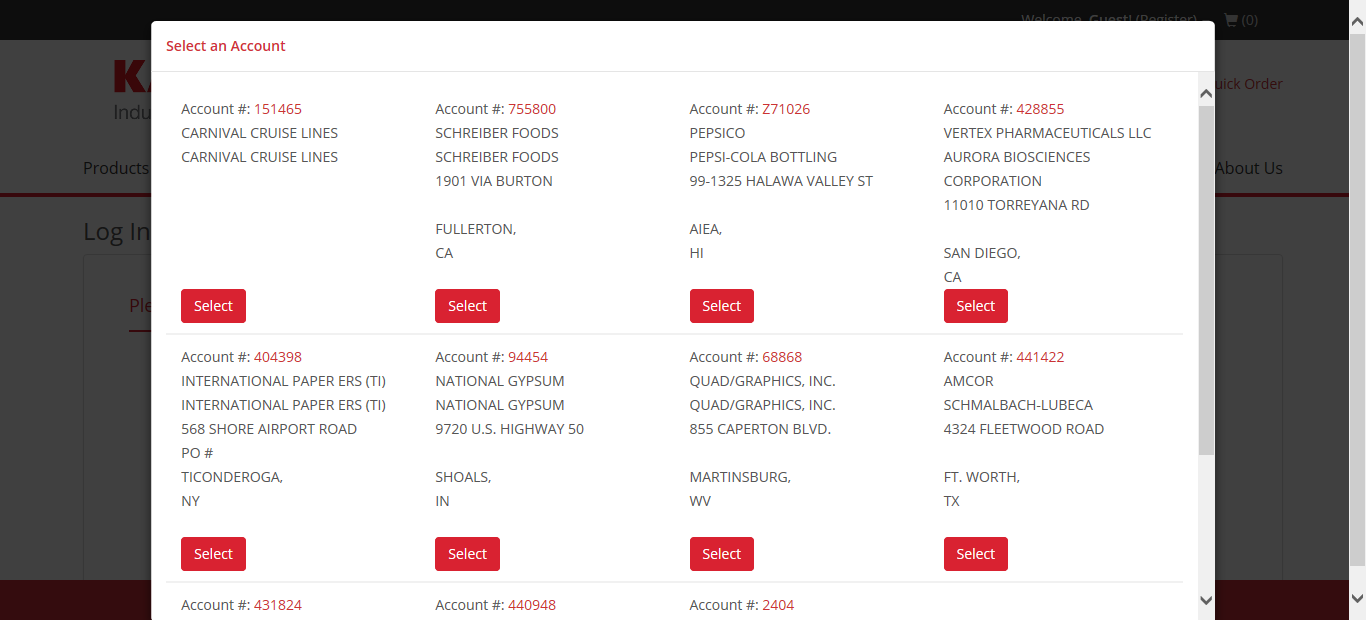 Welcome, Guest! (Register)
(0)
Select an Account
Quick Order
Indu
Products
About Us
Log In
Ple
Account #: 151465
CARNIVAL CRUISE LINES
CARNIVAL CRUISE LINES
Select
Account #: 755800
SCHREIBER FOODS
SCHREIBER FOODS
1901 VIA BURTON
FULLERTON,
CA
Select
Account #: Z71026
PEPSICO
PEPSI-COLA BOTTLING
99-1325 HALAWA VALLEY ST
AIEA,
HI
Select
Account #: 428855
VERTEX PHARMACEUTICALS LLC
AURORA BIOSCIENCES
CORPORATION
11010 TORREYANA RD
SAN DIEGO,
CA
Select
Account #: 404398
INTERNATIONAL PAPER ERS (TI)
INTERNATIONAL PAPER ERS (TI)
568 SHORE AIRPORT ROAD
PO #
TICONDEROGA,
NY
Select
Account #: 94454
NATIONAL GYPSUM
NATIONAL GYPSUM
9720 U.S. HIGHWAY 50
SHOALS,
IN
Select
Account #: 68868
QUAD/GRAPHICS, INC.
QUAD/GRAPHICS, INC.
855 CAPERTON BLVD.
MARTINSBURG,
WV
Select
Account #: 441422
AMCOR
SCHMALBACH-LUBECA
4324 FLEETWOOD ROAD
FT. WORTH,
TX
Select
Account #: 431824
Account #: 440948
Account #: 2404